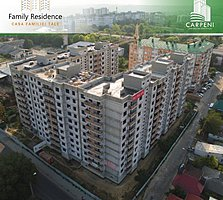 Family Residence
CASA FAMILIEI TALE
CARPENI